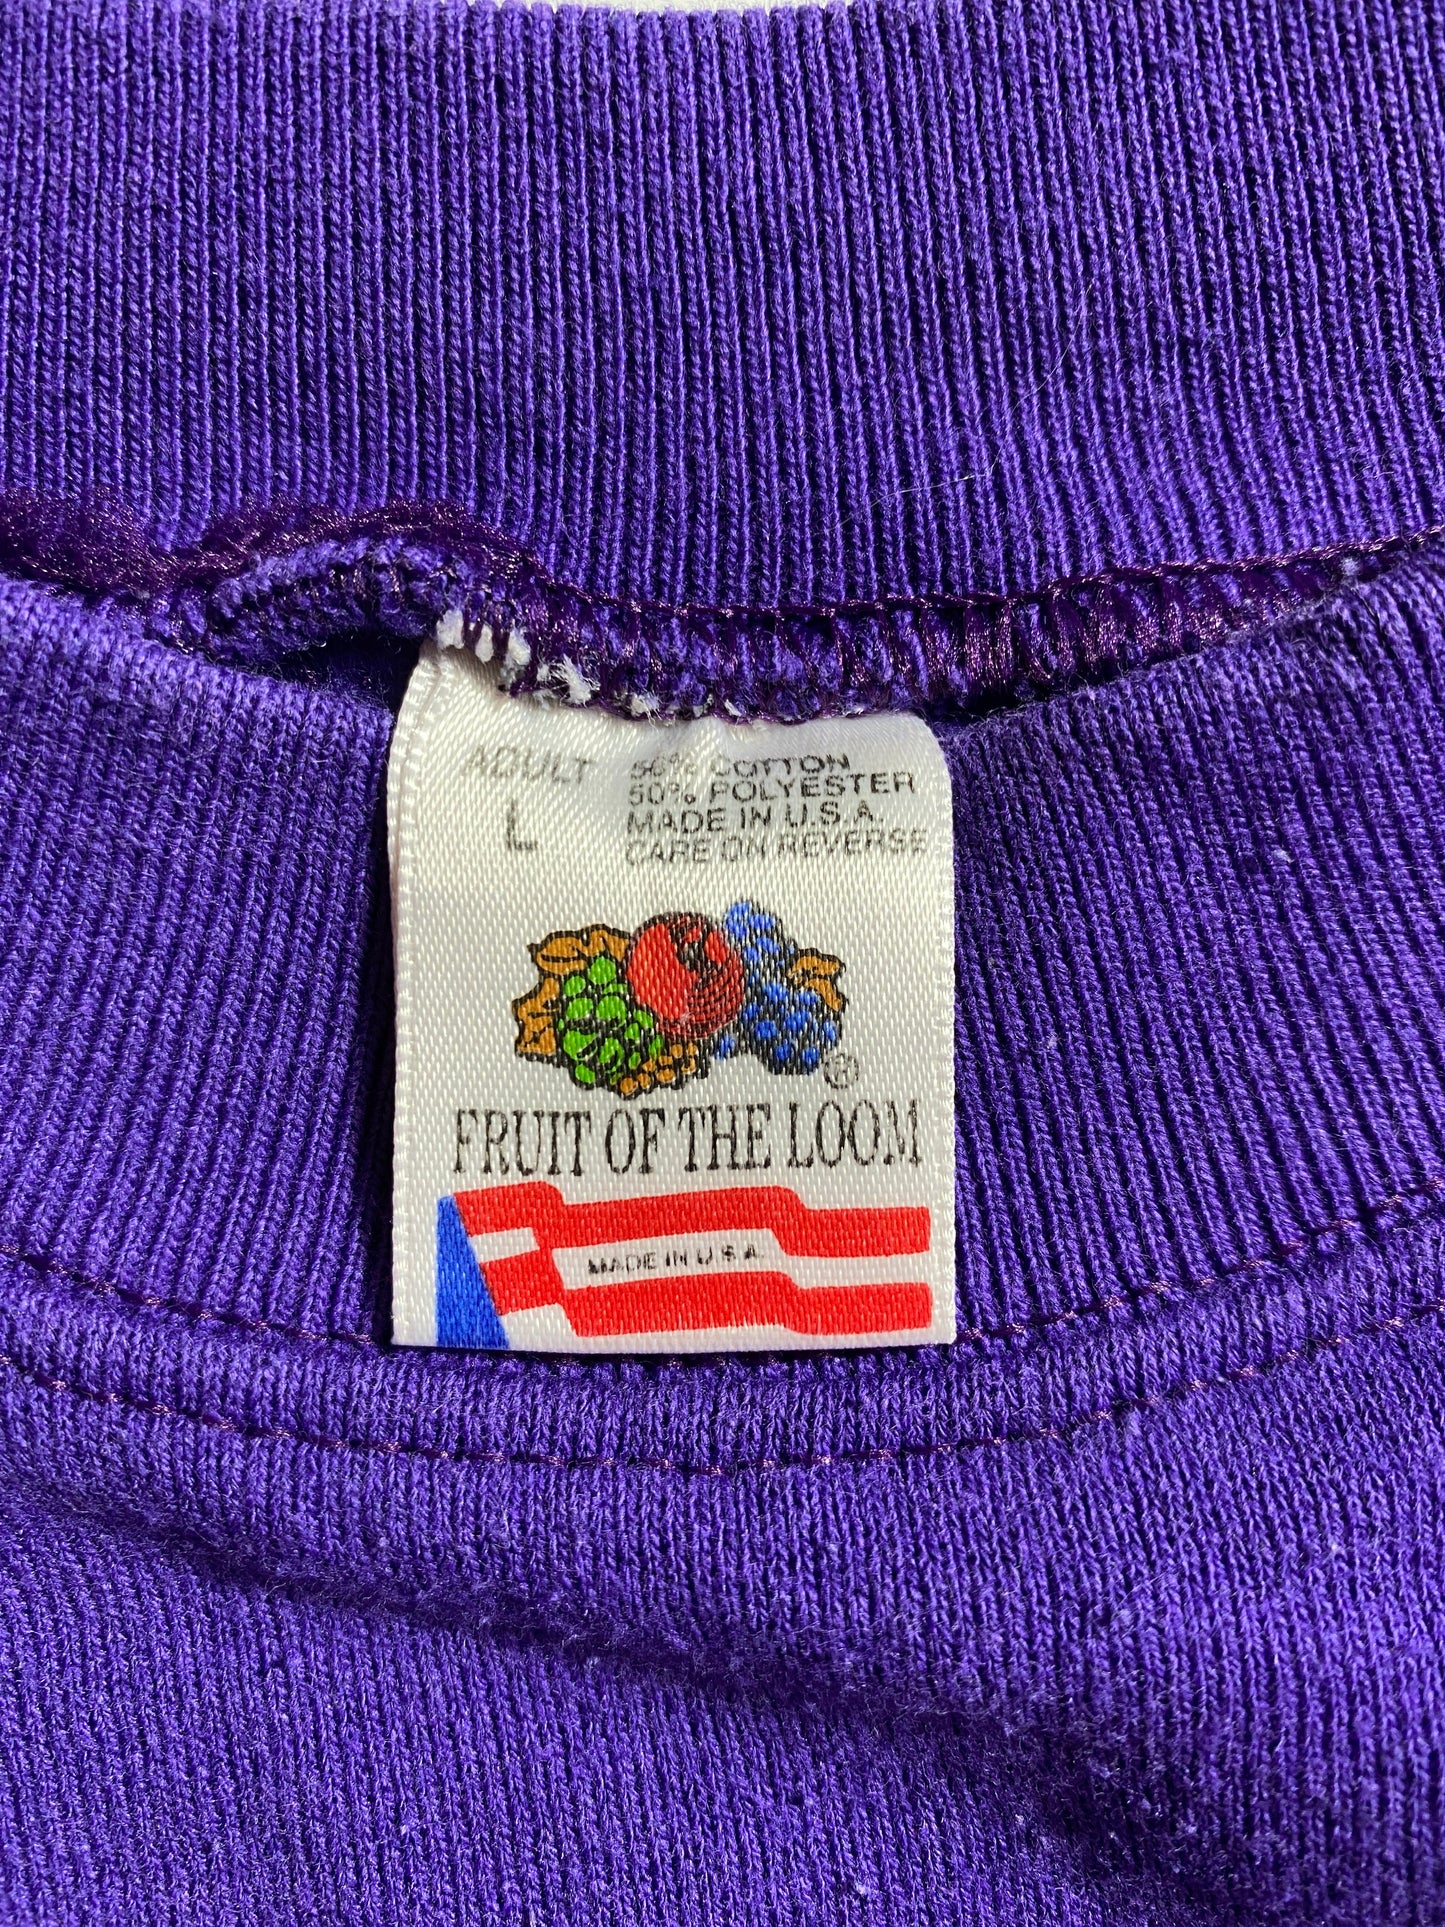 ADULT
L
50% COTTON
50% POLYESTER
MADE IN U.S.A.
CARE ON REVERSE
®
FRUIT OF THE LOOM
MADE IN U.S.A.